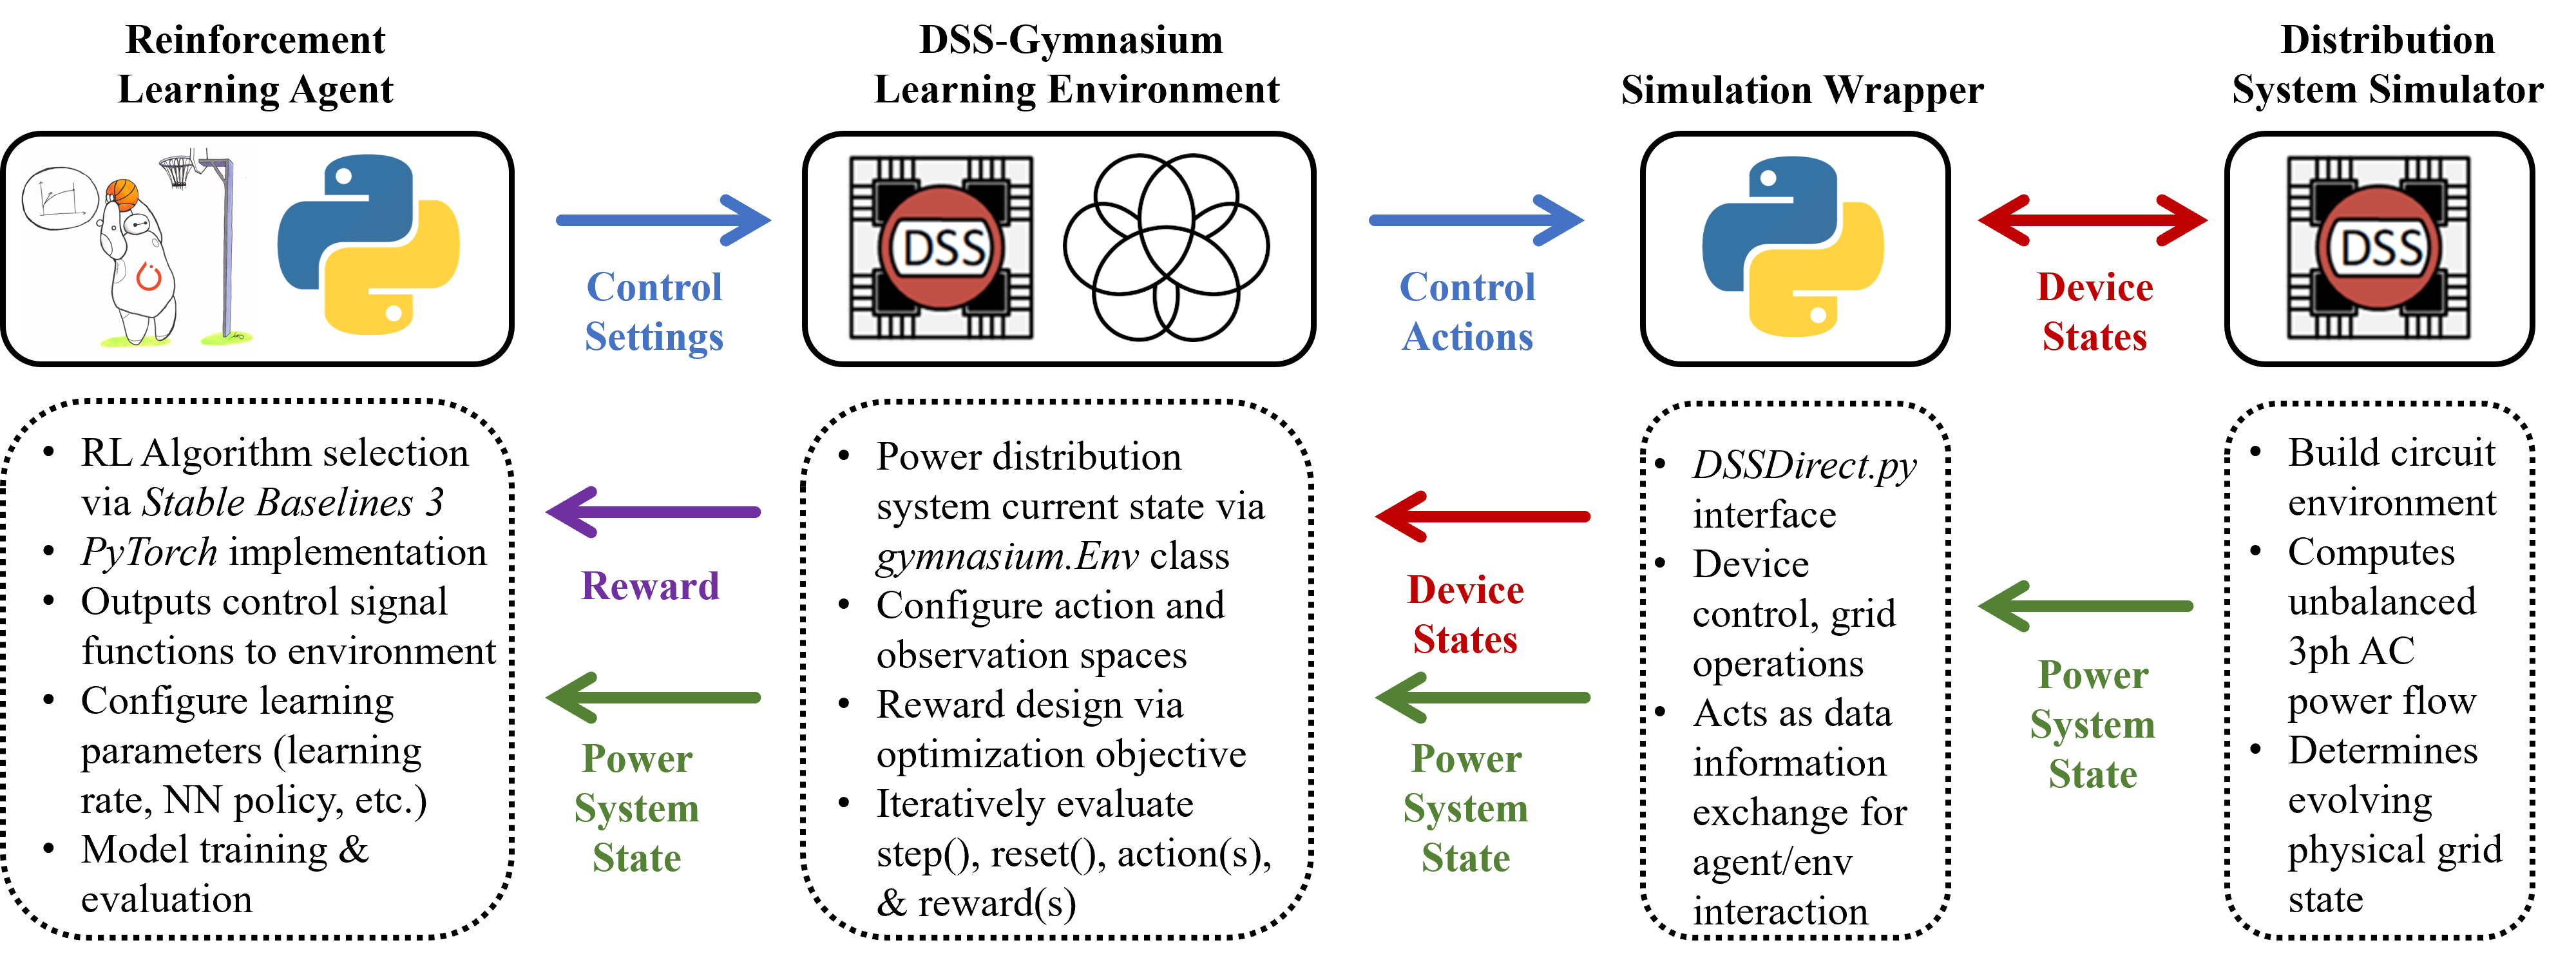 Reinforcement
Learning Agent
DSS-Gymnasium
Learning Environment
Simulation Wrapper
Distribution
System Simulator
Control
Settings
DSS
Control
Actions
Device
States
DSS
• RL Algorithm selection
via Stable Baselines 3
• PyTorch implementation
• Outputs control signal
functions to environment
• Configure learning
parameters (learning
rate, NN policy, etc.)
• Model training &
evaluation
Reward
Power
System
State
• Power distribution
system current state via
gymnasium.Env class
• Configure action and
observation spaces
• Reward design via
optimization objective
• Iteratively evaluate
step(), reset(), action(s),
& reward(s)
Device
States
Power
System
State
• DSSDirect.py
interface
• Device
control, grid
operations
• Acts as data
information
exchange for
agent/env
interaction
Power
System
State
• Build circuit
environment
• Computes
unbalanced
3ph AC
power flow
• Determines
evolving
physical grid
state